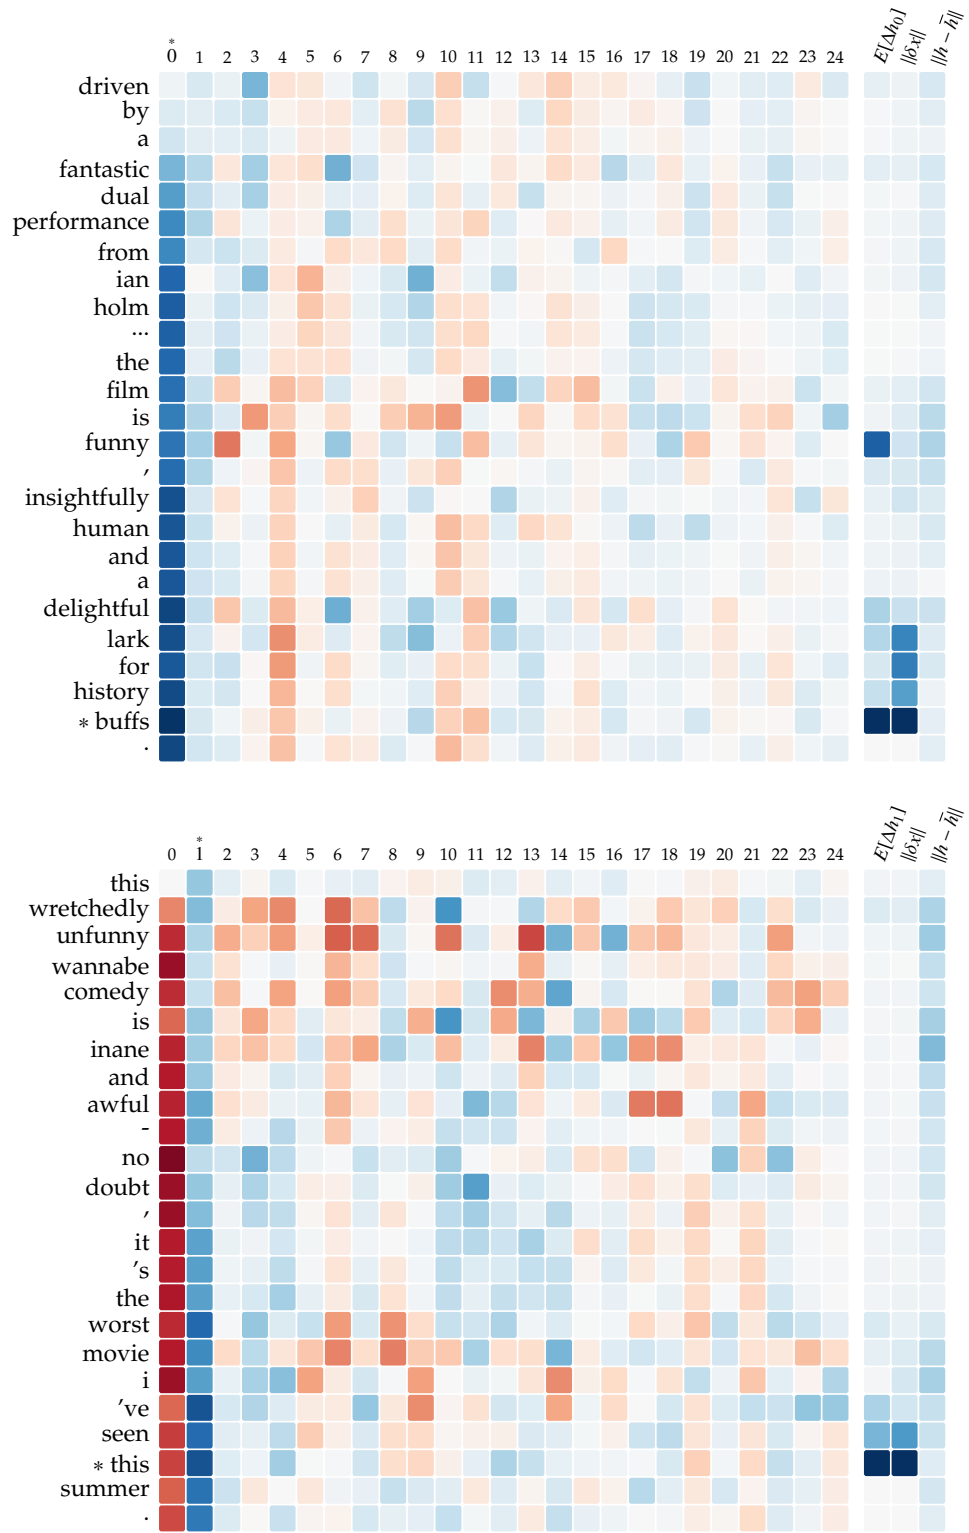 *
0 1 2 3 4 5 6 7 8 9 10 11 12 13 14 15 16 17 18 19 20 21 22 23 24 E[Δh₀] ||δx|| ||h − h̅||
driven
by
a
fantastic
dual
performance
from
ian
holm
...
the
film
is
funny
,
insightfully
human
and
a
delightful
lark
for
history
* buffs
.
*
0 1 2 3 4 5 6 7 8 9 10 11 12 13 14 15 16 17 18 19 20 21 22 23 24 E[Δh₁] ||δx|| ||h − h̅||
this
wretchedly
unfunny
wannabe
comedy
is
inane
and
awful
-
no
doubt
,
it
's
the
worst
movie
i
've
seen
* this
summer
.